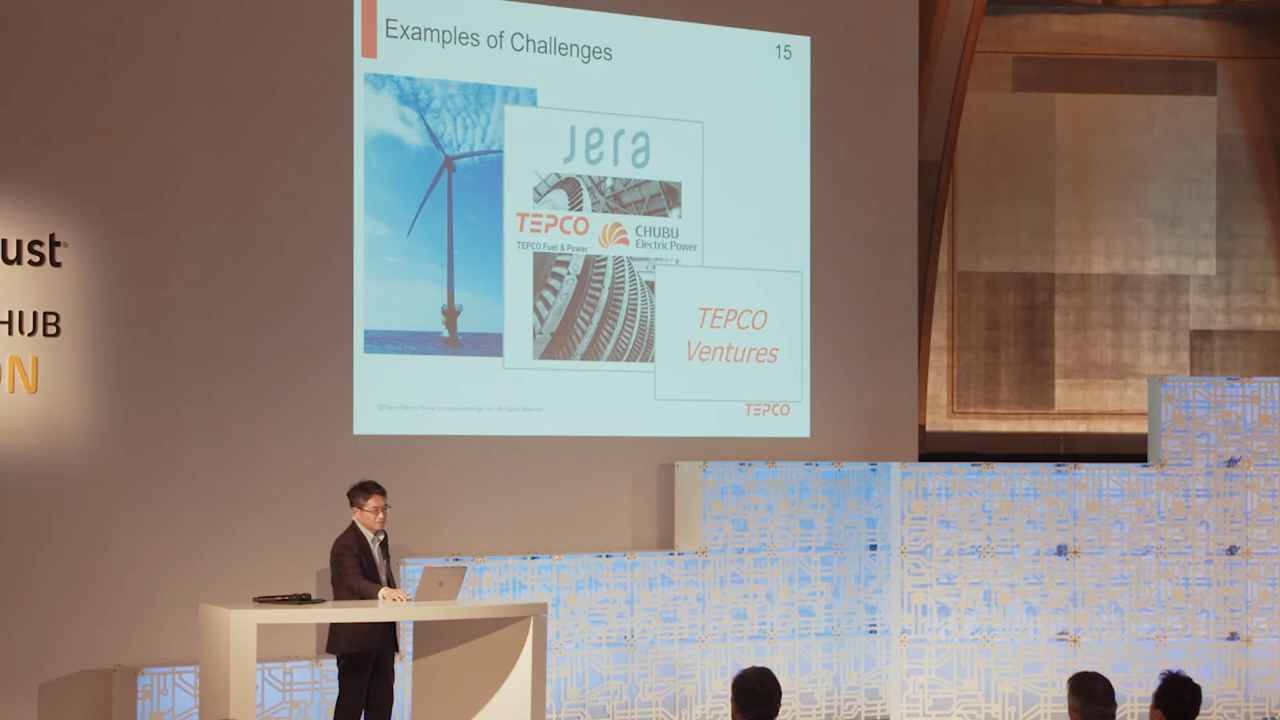 Examples of Challenges
15
jera
TEPCO
TEPCO Fuel & Power
CHUBU
Electric Power
TEPCO
Ventures
TEPCO
ust
HUB
ON